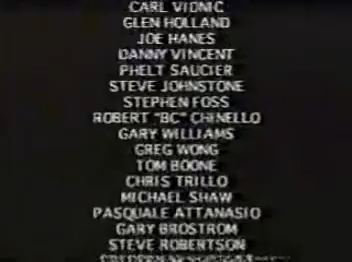 CARL VIDNIC
GLEN HOLLAND
JOE HANES
DANNY VINCENT
PHELT SAUCIER
STEVE JOHNSTONE
STEPHEN FOSS
ROBERT "BC" CHINELLO
GARY WILLIAMS
GREG WONG
TOM BOONE
CHRIS TRILLO
MICHAEL SHAW
PASQUALE ATTANASIO
GARY BROSTROM
STEVE ROBERTSON